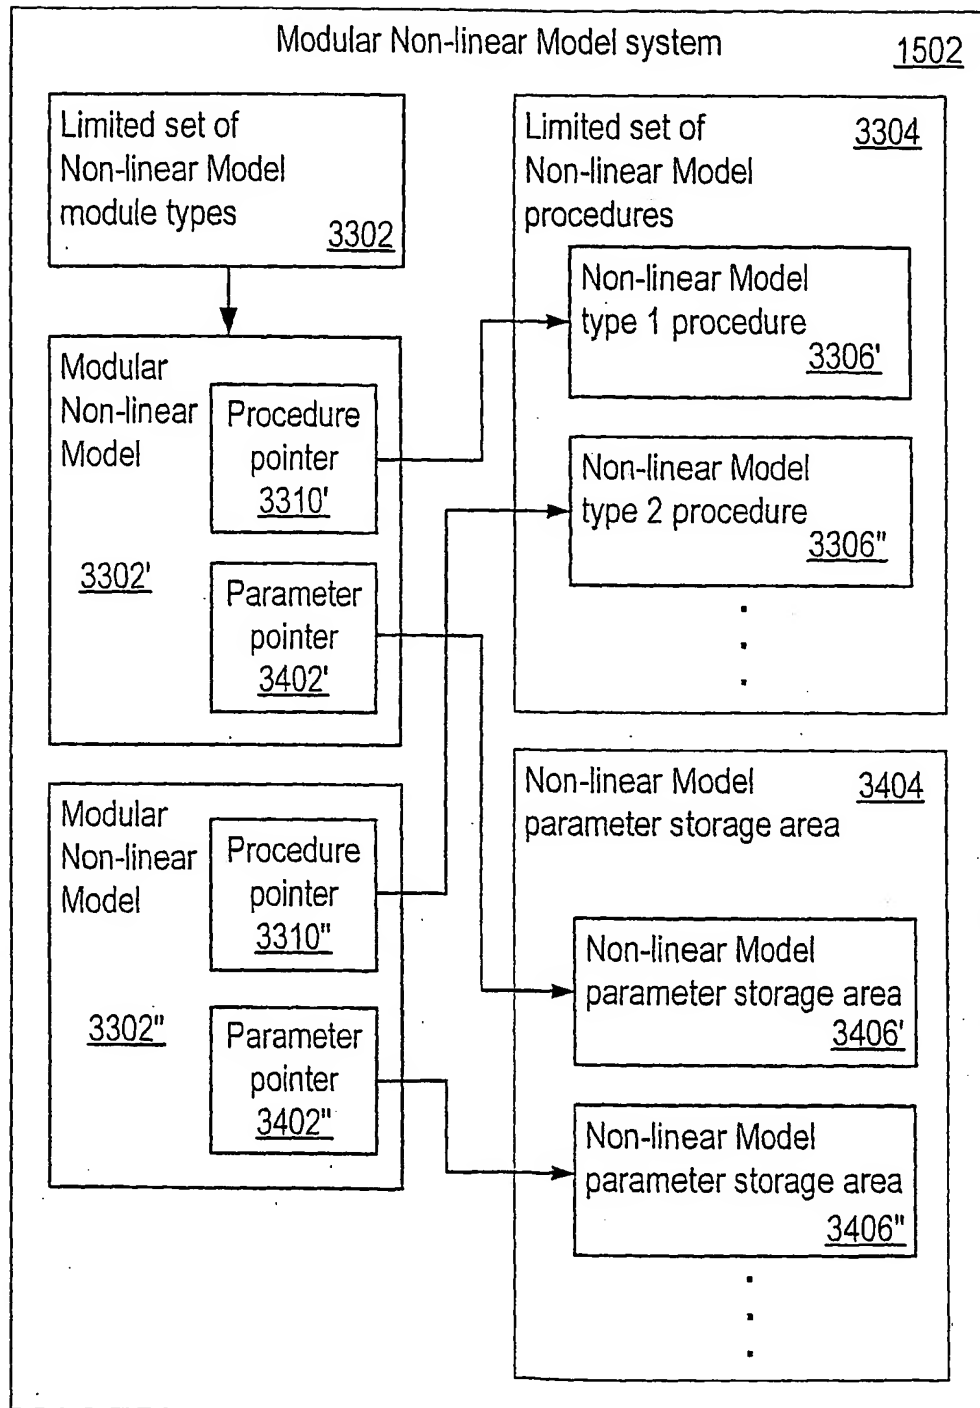 Modular Non-linear Model system
1502
Limited set of
Non-linear Model
module types
3302
Modular
Non-linear
Model
3302'
Procedure
pointer
3310'
Parameter
pointer
3402'
Modular
Non-linear
Model
3302"
Procedure
pointer
3310"
Parameter
pointer
3402"
Limited set of
Non-linear Model
procedures
3304
Non-linear Model
type 1 procedure
3306'
Non-linear Model
type 2 procedure
3306"
Non-linear Model
parameter storage area
3404
Non-linear Model
parameter storage area
3406'
Non-linear Model
parameter storage area
3406"